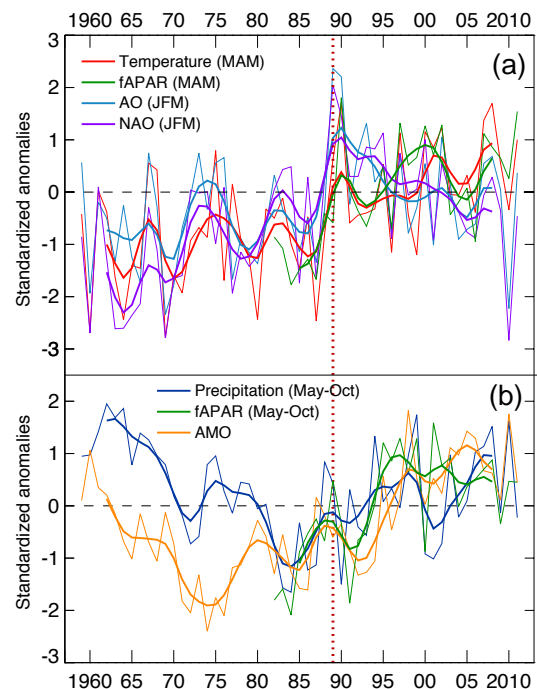 1960 65 70 75 80 85 90 95 00 05 2010
3
(a)
Temperature (MAM)
fAPAR (MAM)
AO (JFM)
NAO (JFM)
2
1
0
-1
-2
-3
Standardized anomalies
(b)
Precipitation (May-Oct)
fAPAR (May-Oct)
AMO
2
1
0
-1
-2
-3
Standardized anomalies
1960 65 70 75 80 85 90 95 00 05 2010